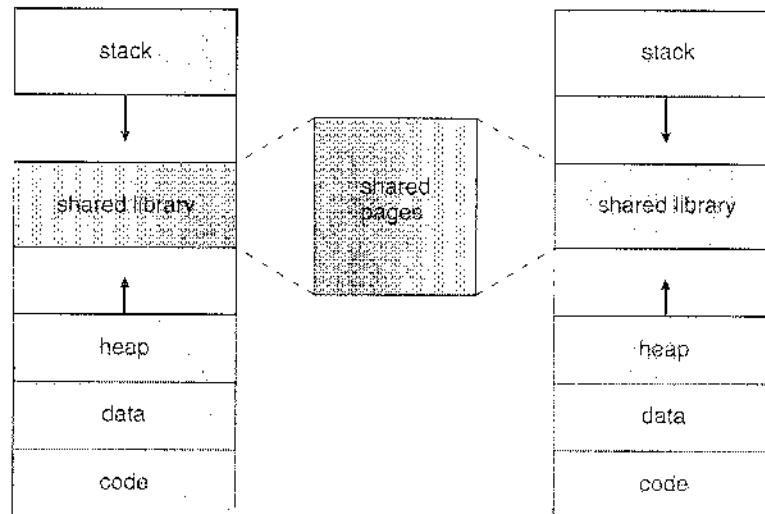 stack
shared library
heap
data
code
shared
pages
stack
shared library
heap
data
code